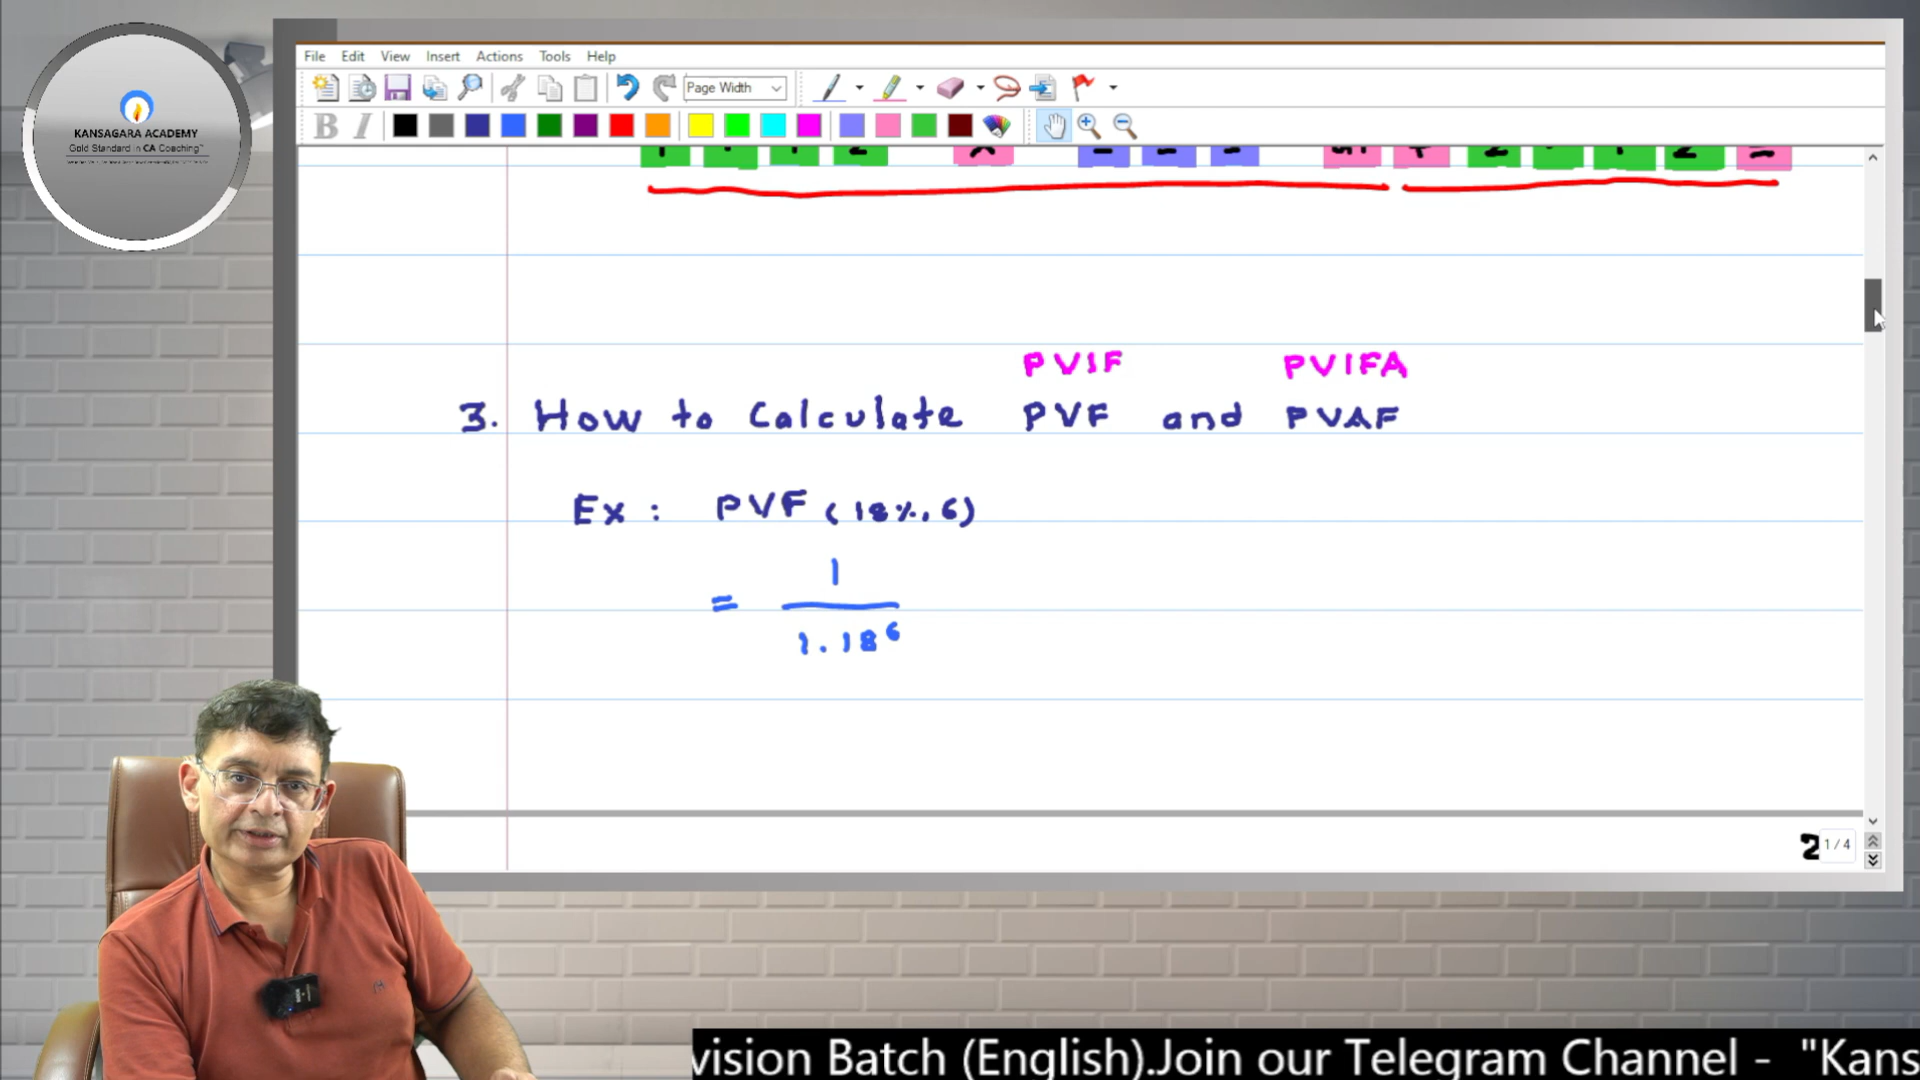 File Edit View Insert Actions Tools Help
Page Width
B I
KANSAGARA ACADEMY
Gold Standard in CA Coaching™
PVIF PVIFA
3. How to Calculate PVF and PVAF
Ex : PVF (18%, 6)
1
=
1.18⁶
2
1 / 4
vision Batch (English).Join our Telegram Channel - "Kans